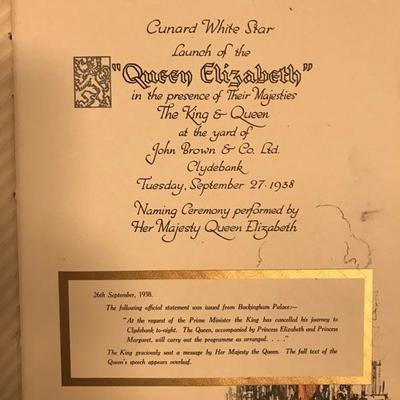 Cunard White Star
Launch of the
"Queen Elizabeth"
in the presence of Their Majesties
The King & Queen
at the yard of
John Brown & Co. Ltd.
Clydebank
Tuesday, September 27 · 1938
Naming Ceremony performed by
Her Majesty Queen Elizabeth
26th September, 1938.
The following official statement was issued from Buckingham Palace:—
"At the request of the Prime Minister the King has cancelled his journey to
Clydebank to-night. The Queen, accompanied by Princess Elizabeth and Princess
Margaret, will carry out the programme as arranged. . . ."
The King graciously sent a message by Her Majesty the Queen. The full text of the
Queen's speech appears overleaf.